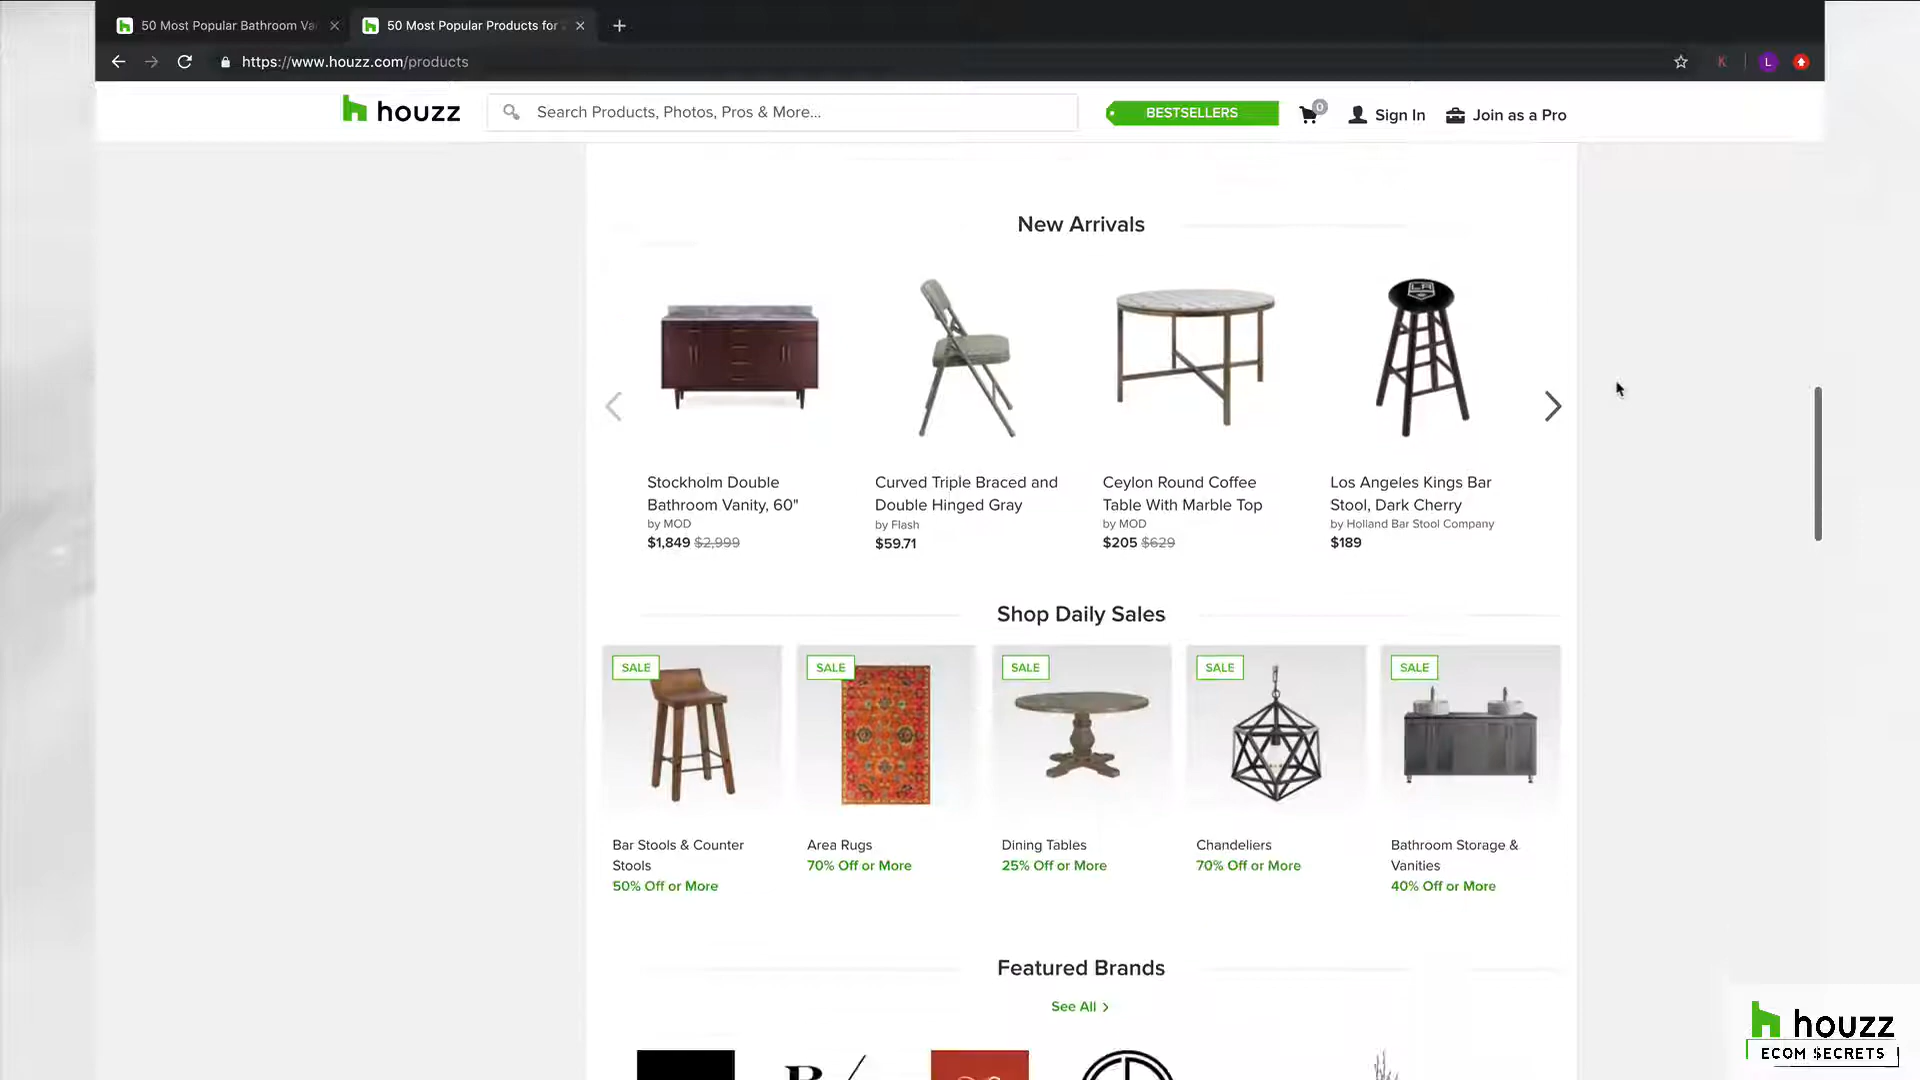 50 Most Popular Bathroom Va
50 Most Popular Products for
https://www.houzz.com/products
K
L
houzz
Search Products, Photos, Pros & More...
BESTSELLERS
0
Sign In
Join as a Pro
New Arrivals
Stockholm Double
Bathroom Vanity, 60"
by MOD
$1,849 $2,999
Curved Triple Braced and
Double Hinged Gray
by Flash
$59.71
Ceylon Round Coffee
Table With Marble Top
by MOD
$205 $629
Los Angeles Kings Bar
Stool, Dark Cherry
by Holland Bar Stool Company
$189
Shop Daily Sales
SALE
SALE
SALE
SALE
SALE
Bar Stools & Counter
Stools
50% Off or More
Area Rugs
70% Off or More
Dining Tables
25% Off or More
Chandeliers
70% Off or More
Bathroom Storage &
Vanities
40% Off or More
Featured Brands
See All >
houzz
ECOM SECRETS